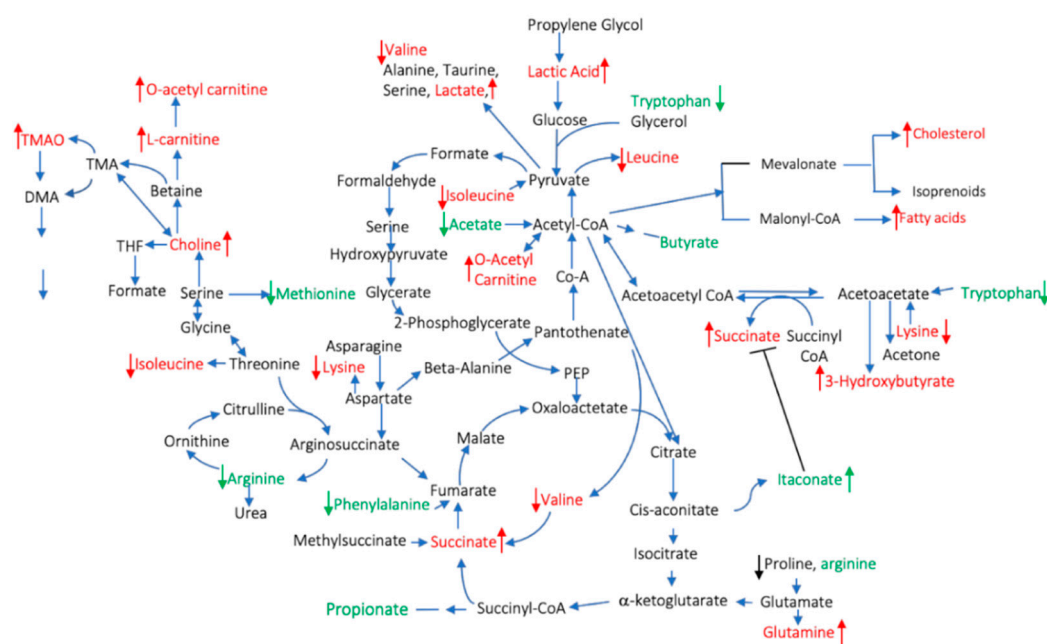 Propylene Glycol
Valine
Alanine, Taurine,
Serine, Lactate,
Lactic Acid
O-acetyl carnitine
Tryptophan
Glucose
Glycerol
TMAO
L-carnitine
Cholesterol
TMA
Formate
Leucine
Mevalonate
Betaine
Formaldehyde
Pyruvate
DMA
Isoleucine
Isoprenoids
Serine
Acetate
Acetyl-CoA
Malonyl-CoA
Fatty acids
THF
Choline
Butyrate
Hydroxypyruvate
O-Acetyl
Carnitine
Co-A
Formate
Serine
Methionine
Glycerate
Acetoacetyl CoA
Acetoacetate
Tryptophan
Glycine
2-Phosphoglycerate
Pantothenate
Succinate
Succinyl
CoA
Lysine
Asparagine
Acetone
Isoleucine
Threonine
Lysine
Beta-Alanine
PEP
3-Hydroxybutyrate
Aspartate
Citrulline
Oxaloactetate
Ornithine
Arginosuccinate
Malate
Citrate
Arginine
Itaconate
Phenylalanine
Fumarate
Valine
Urea
Cis-aconitate
Methylsuccinate
Succinate
Isocitrate
Proline, arginine
Propionate
Succinyl-CoA
α-ketoglutarate
Glutamate
Glutamine